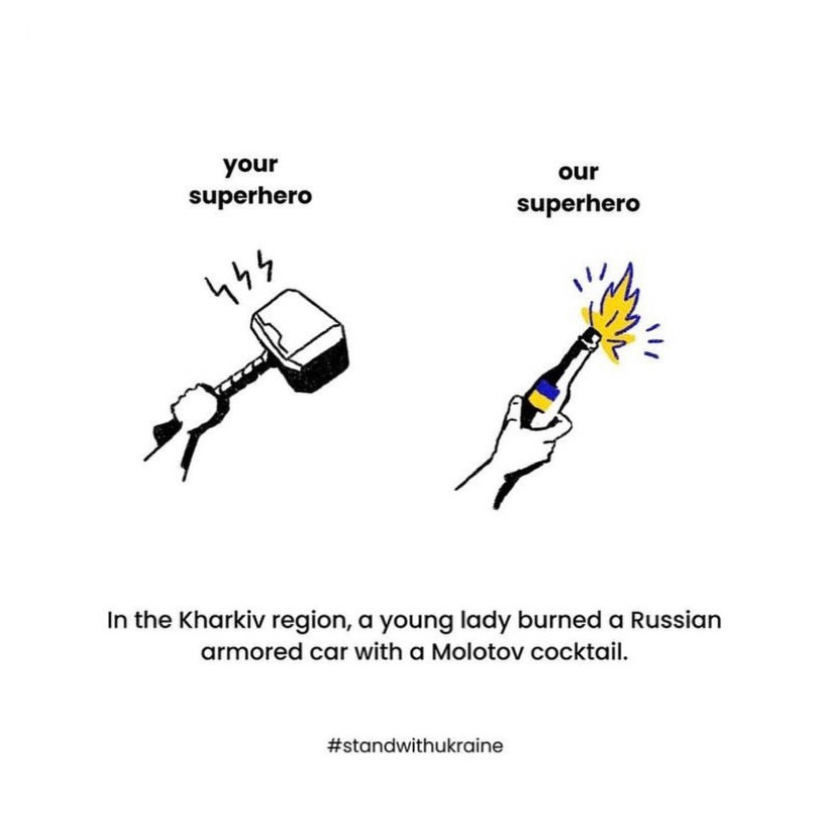 your
superhero
our
superhero
In the Kharkiv region, a young lady burned a Russian
armored car with a Molotov cocktail.
#standwithukraine